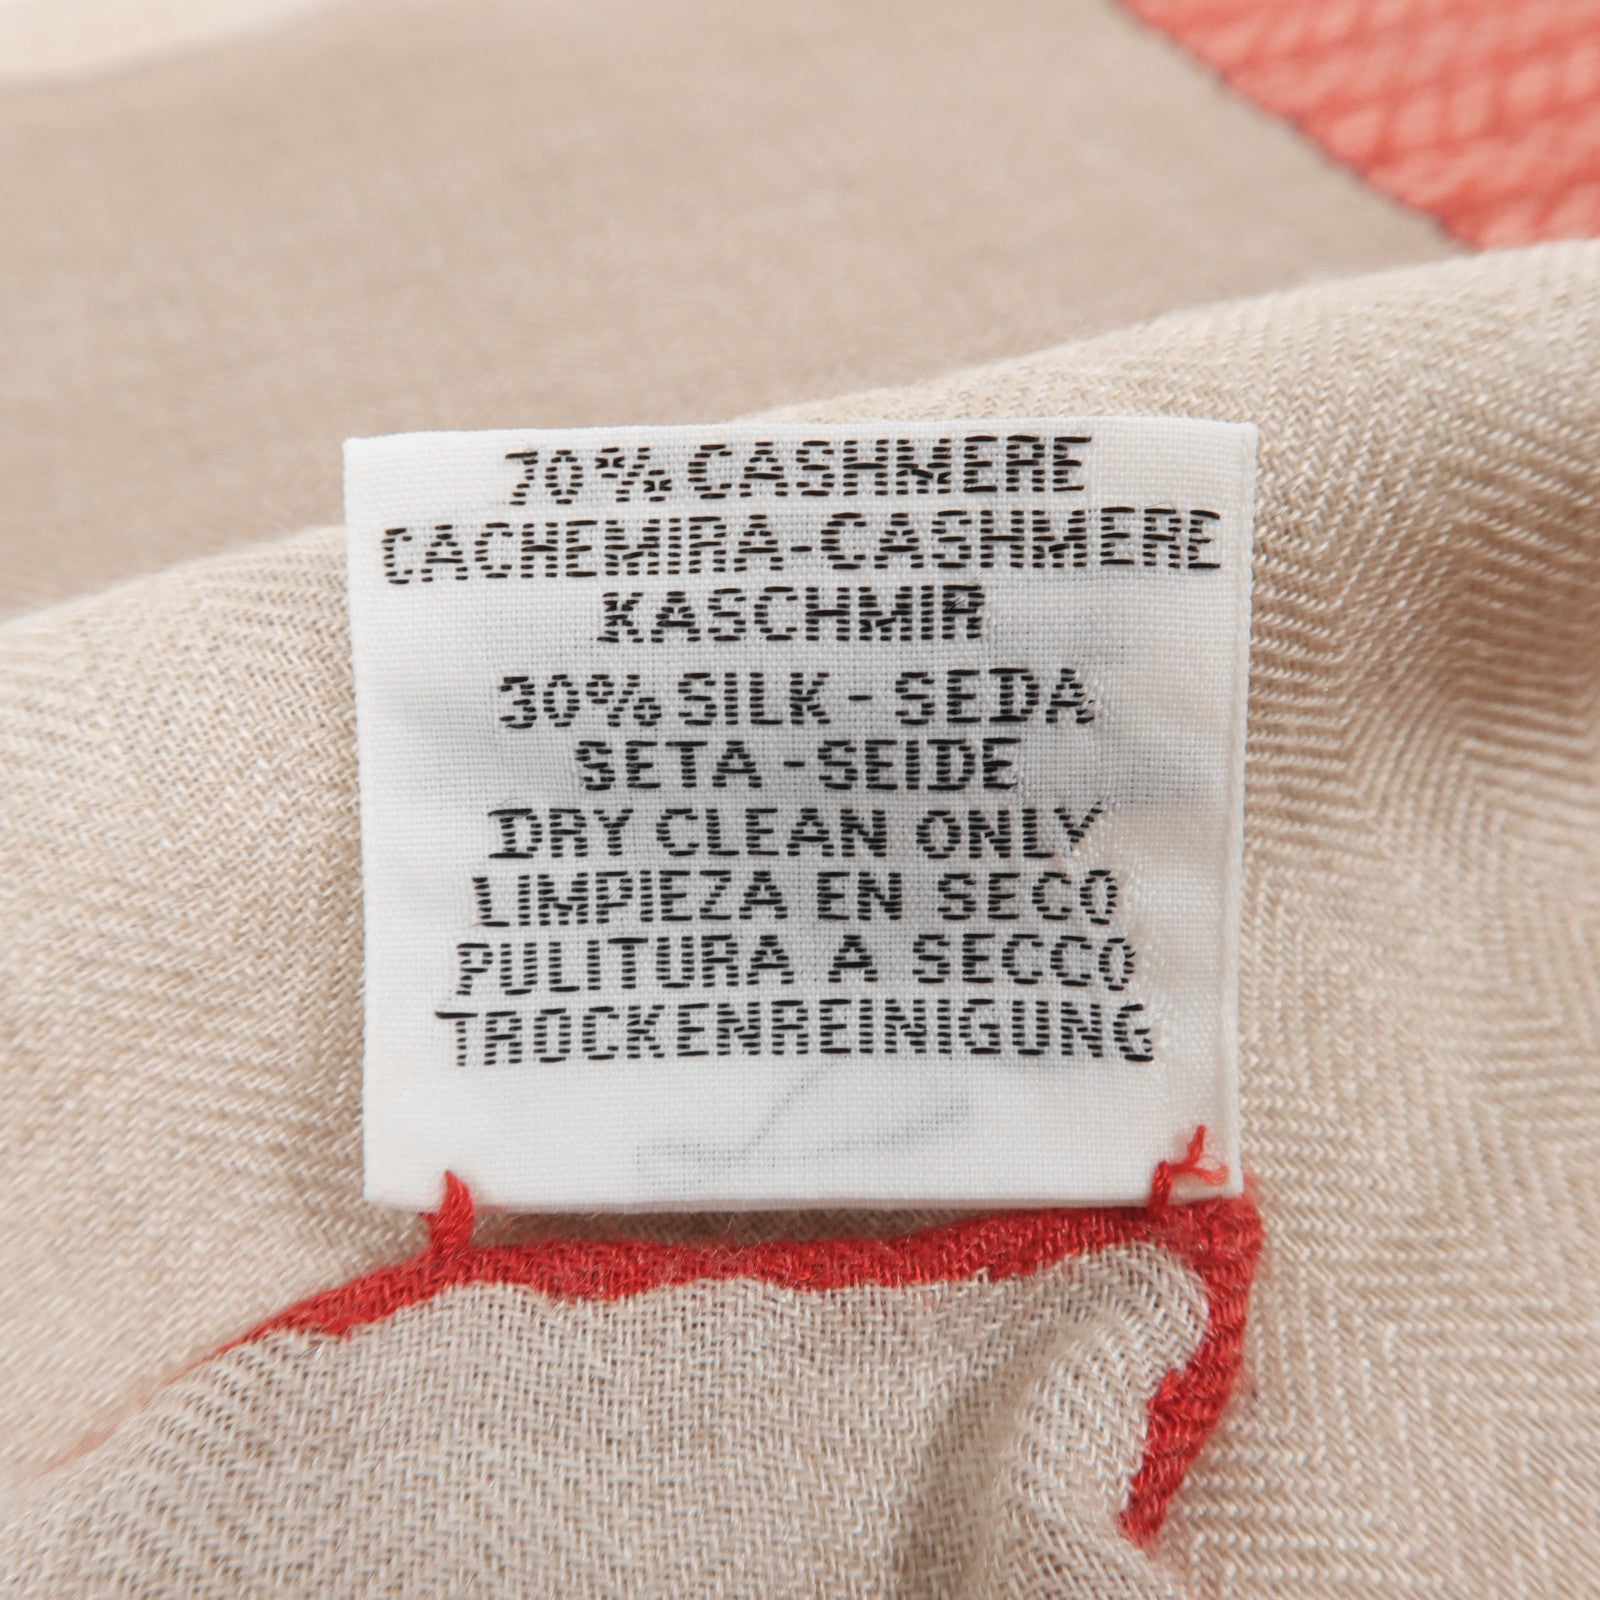 70% CASHMERE
CACHEMIRA-CASHMERE
KASCHMIR
30% SILK - SEDA
SETA - SEIDE
DRY CLEAN ONLY
LIMPIEZA EN SECO
PULITURA A SECCO
TROCKENREINIGUNG